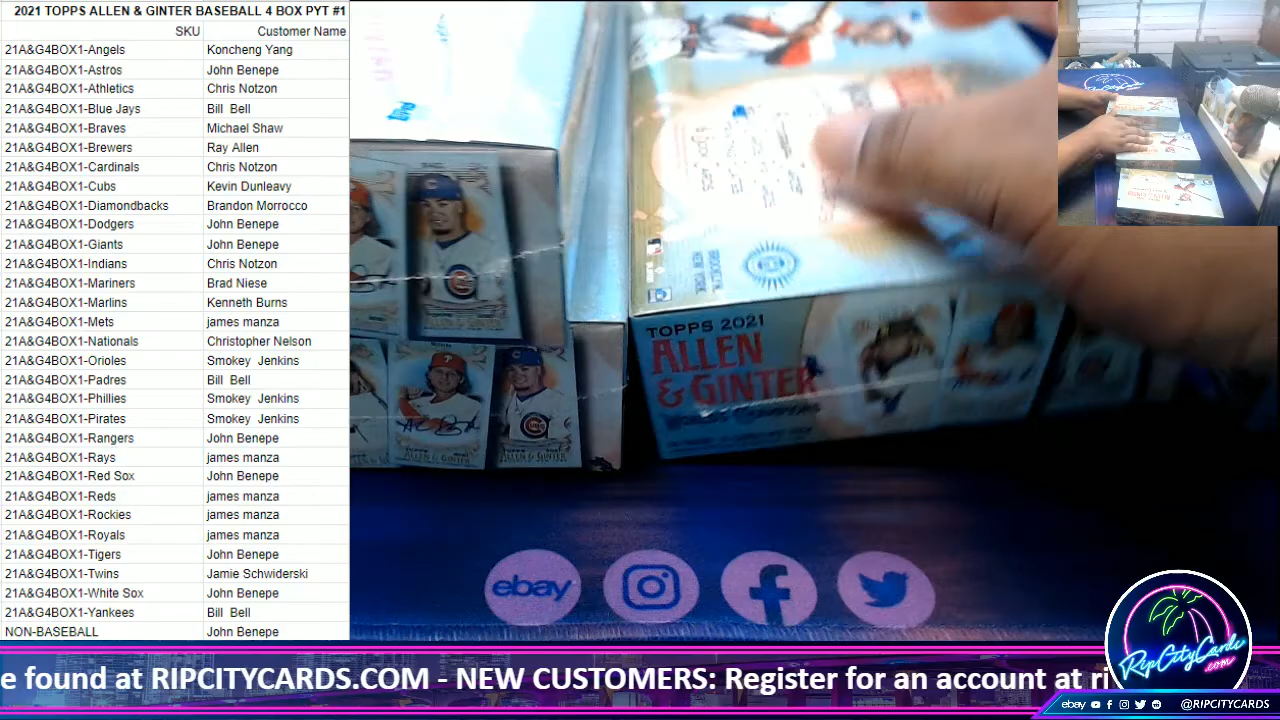 2021 TOPPS ALLEN & GINTER BASEBALL 4 BOX PYT #1
SKU Customer Name
21A&G4BOX1-Angels Koncheng Yang
21A&G4BOX1-Astros John Benepe
21A&G4BOX1-Athletics Chris Notzon
21A&G4BOX1-Blue Jays Bill Bell
21A&G4BOX1-Braves Michael Shaw
21A&G4BOX1-Brewers Ray Allen
21A&G4BOX1-Cardinals Chris Notzon
21A&G4BOX1-Cubs Kevin Dunleavy
21A&G4BOX1-Diamondbacks Brandon Morrocco
21A&G4BOX1-Dodgers John Benepe
21A&G4BOX1-Giants John Benepe
21A&G4BOX1-Indians Chris Notzon
21A&G4BOX1-Mariners Brad Niese
21A&G4BOX1-Marlins Kenneth Burns
21A&G4BOX1-Mets james manza
21A&G4BOX1-Nationals Christopher Nelson
21A&G4BOX1-Orioles Smokey Jenkins
21A&G4BOX1-Padres Bill Bell
21A&G4BOX1-Phillies Smokey Jenkins
21A&G4BOX1-Pirates Smokey Jenkins
21A&G4BOX1-Rangers John Benepe
21A&G4BOX1-Rays james manza
21A&G4BOX1-Red Sox John Benepe
21A&G4BOX1-Reds james manza
21A&G4BOX1-Rockies james manza
21A&G4BOX1-Royals james manza
21A&G4BOX1-Tigers John Benepe
21A&G4BOX1-Twins Jamie Schwiderski
21A&G4BOX1-White Sox John Benepe
21A&G4BOX1-Yankees Bill Bell
NON-BASEBALL John Benepe
BROOKLYN
NEW YORK
TOPPS 2021
ALLEN
& GINTER
ebay
e found at RIPCITYCARDS.COM - NEW CUSTOMERS: Register for an account at ri
RipCityCards
.com
ebay @RIPCITYCARDS